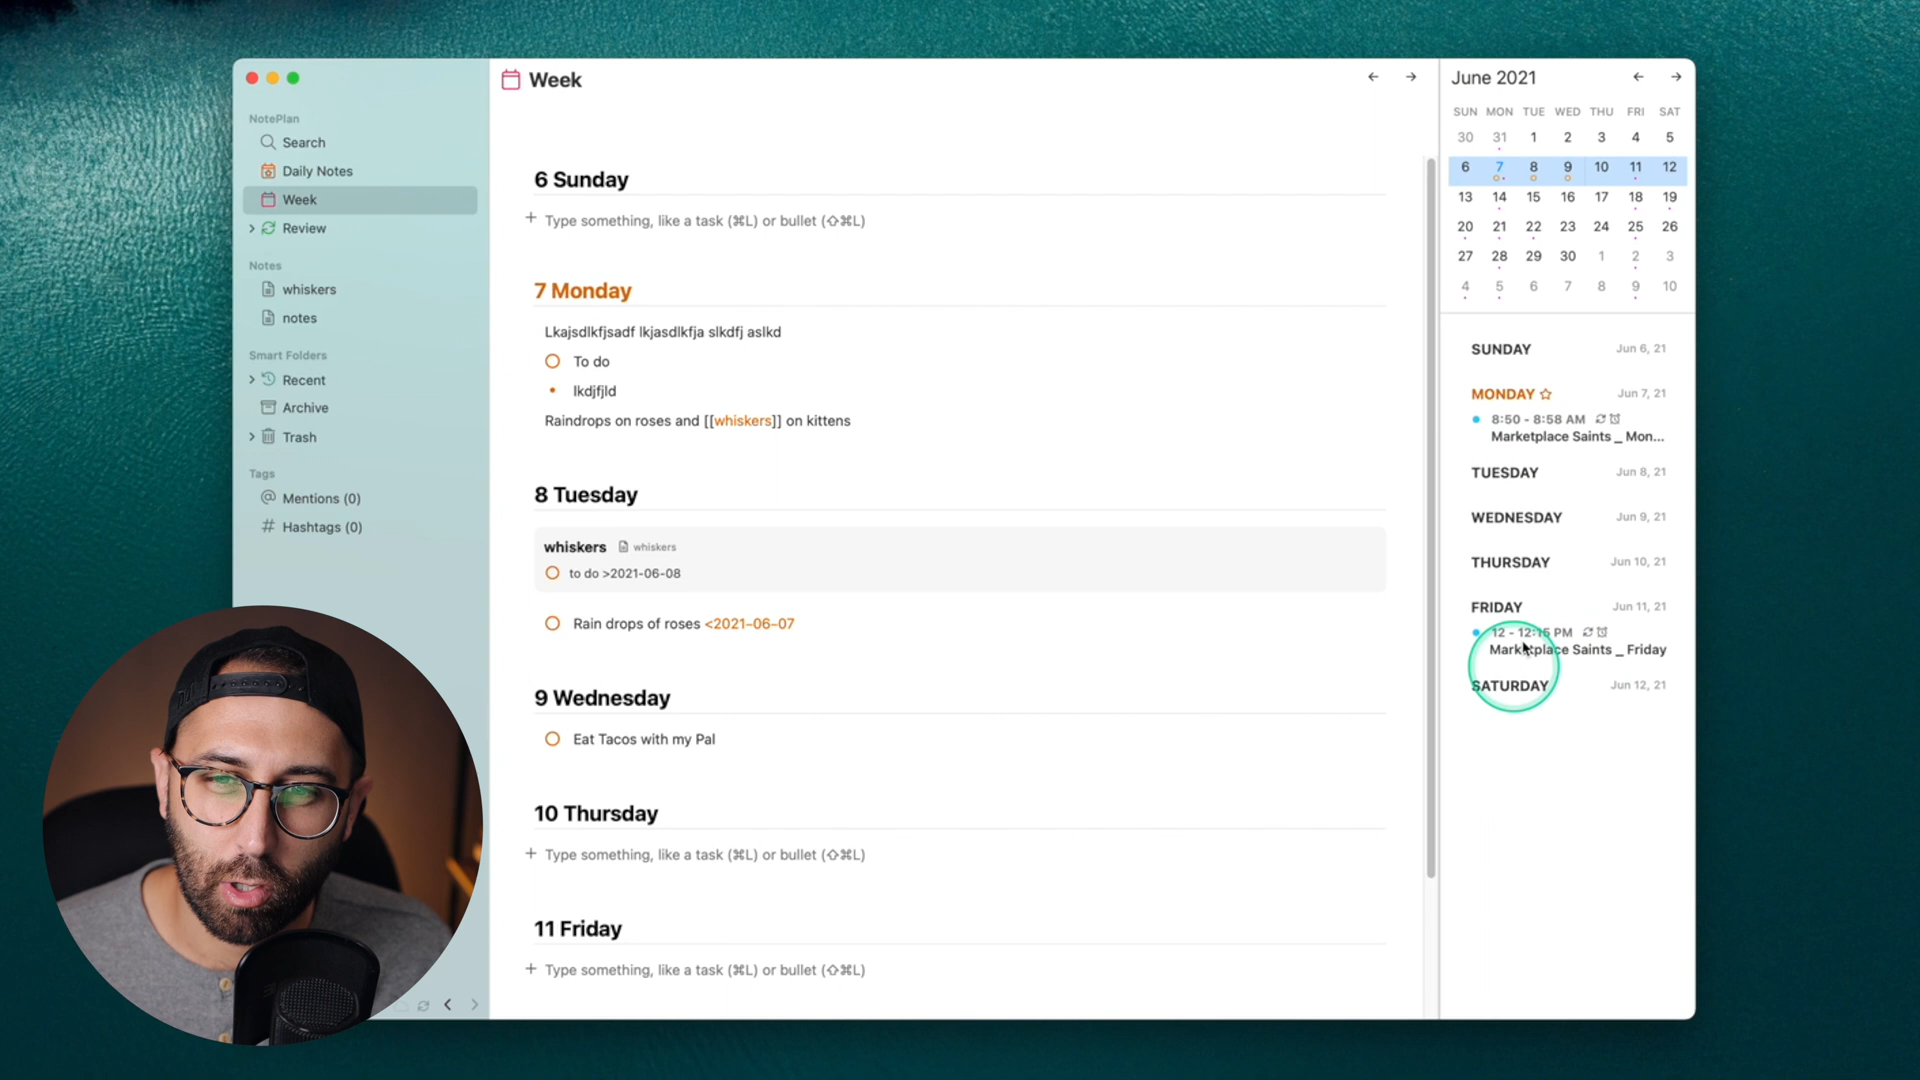 NotePlan
Search
Daily Notes
Week
Review
Notes
whiskers
notes
Smart Folders
Recent
Archive
Trash
Tags
@ Mentions (0)
# Hashtags (0)
Week
6 Sunday
+ Type something, like a task (⌘L) or bullet (⇧⌘L)
7 Monday
Lkajsdlkfjsadf lkjasdlkfja slkdfj aslkd
To do
• lkdjfjld
Raindrops on roses and [[whiskers]] on kittens
8 Tuesday
whiskers whiskers
to do >2021-06-08
Rain drops of roses <2021-06-07
9 Wednesday
Eat Tacos with my Pal
10 Thursday
+ Type something, like a task (⌘L) or bullet (⇧⌘L)
11 Friday
+ Type something, like a task (⌘L) or bullet (⇧⌘L)
June 2021
SUN MON TUE WED THU FRI SAT
30 31 1 2 3 4 5
6 7 8 9 10 11 12
13 14 15 16 17 18 19
20 21 22 23 24 25 26
27 28 29 30 1 2 3
4 5 6 7 8 9 10
SUNDAY Jun 6, 21
MONDAY Jun 7, 21
8:50 - 8:58 AM
Marketplace Saints _ Mon...
TUESDAY Jun 8, 21
WEDNESDAY Jun 9, 21
THURSDAY Jun 10, 21
FRIDAY Jun 11, 21
12 - 12:15 PM
Marketplace Saints _ Friday
SATURDAY Jun 12, 21